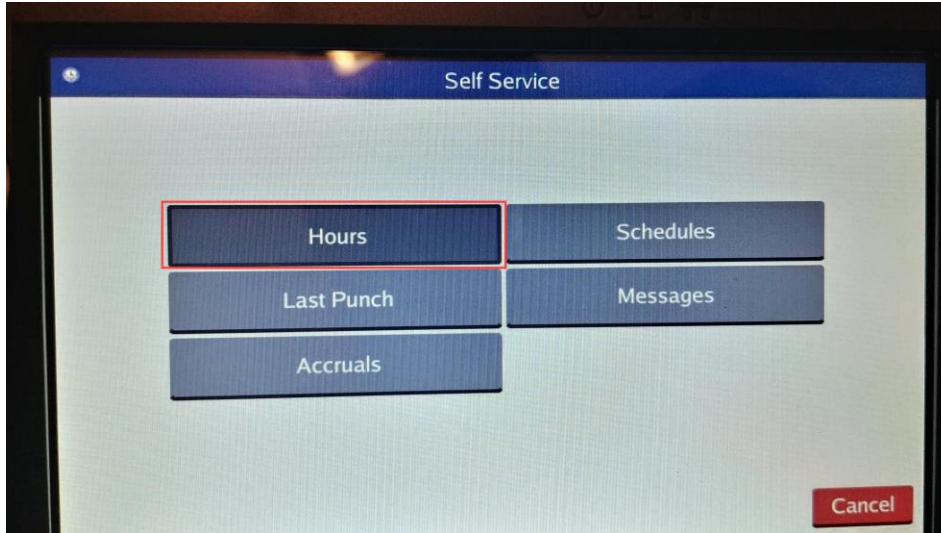 Self Service
Hours
Schedules
Last Punch
Messages
Accruals
Cancel